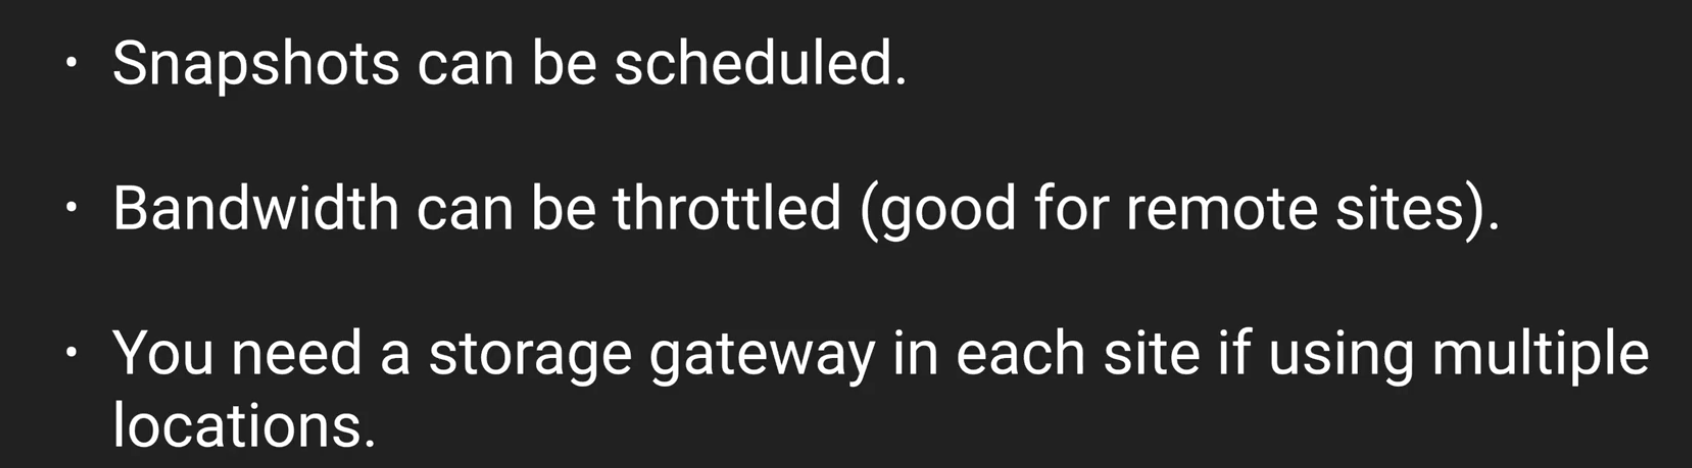 • Snapshots can be scheduled.
• Bandwidth can be throttled (good for remote sites).
• You need a storage gateway in each site if using multiple
locations.